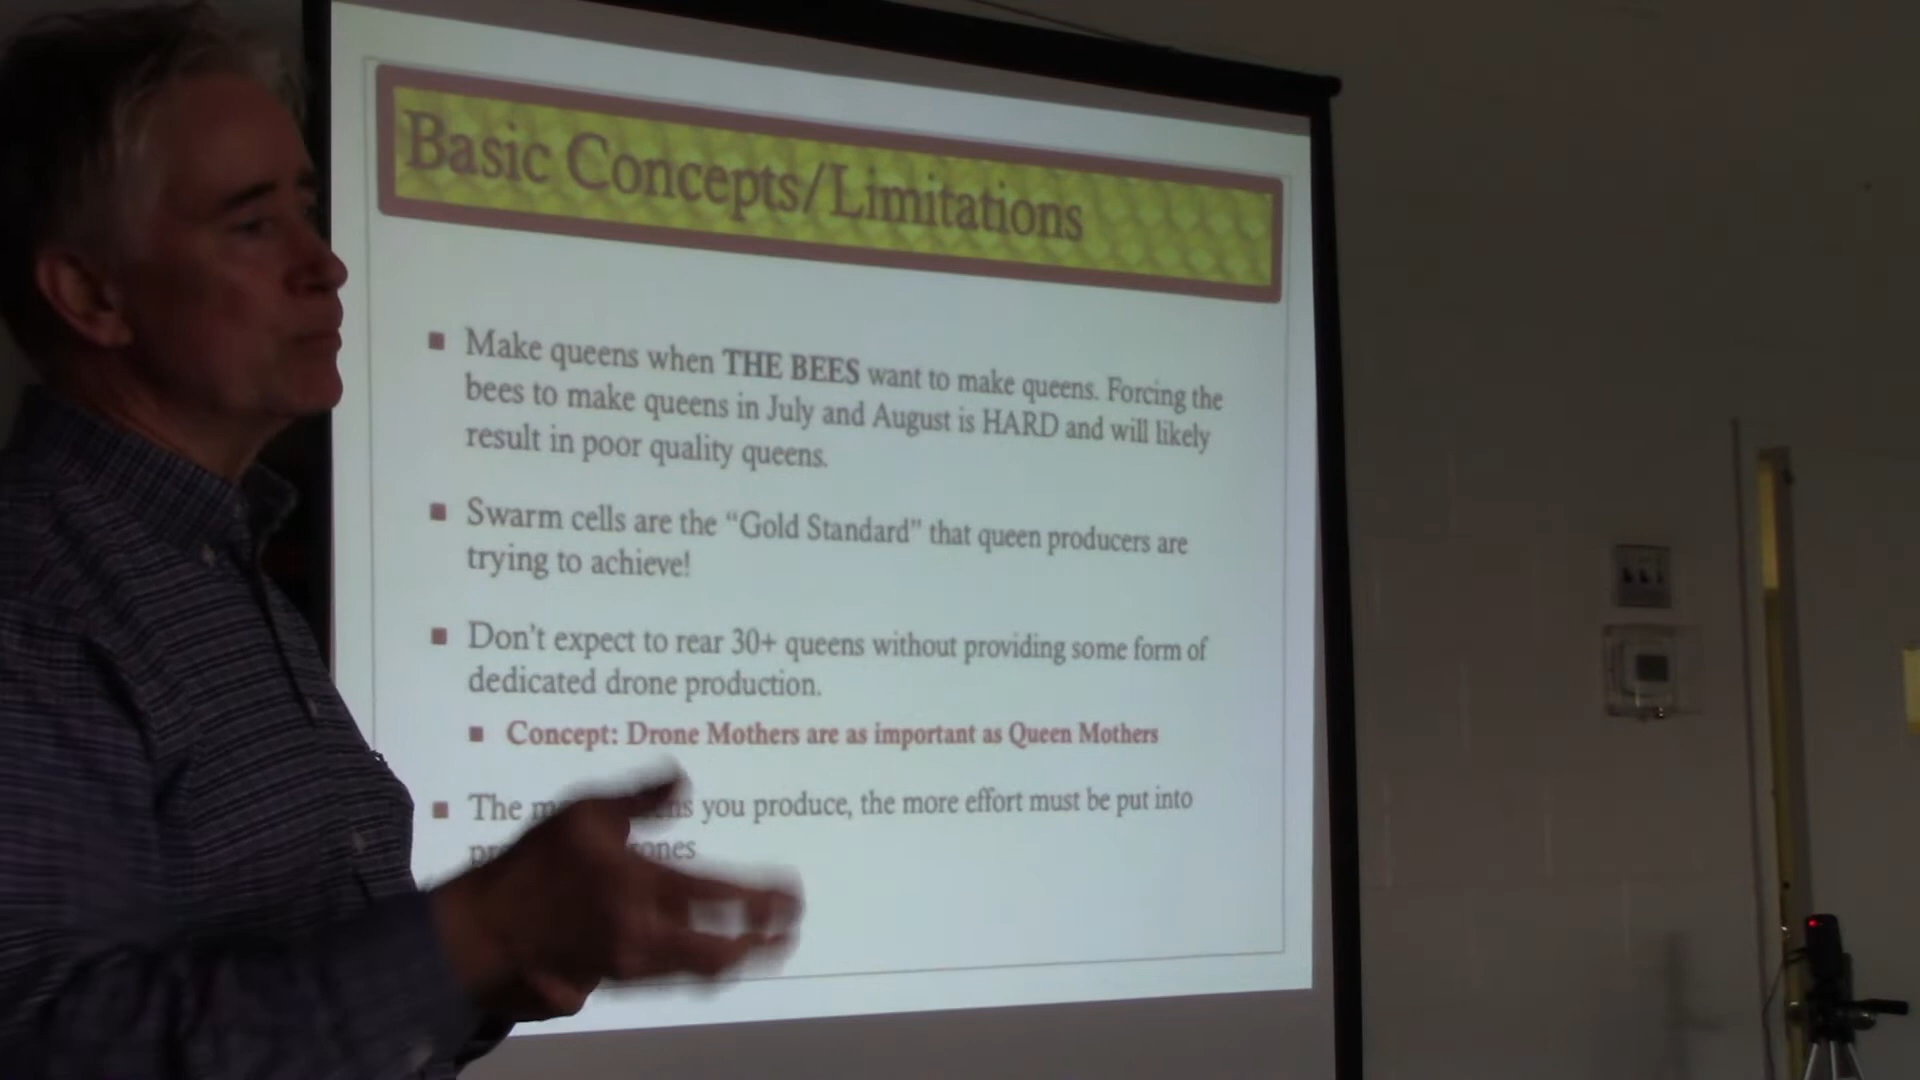 Basic Concepts/Limitations
■ Make queens when THE BEES want to make queens. Forcing the
bees to make queens in July and August is HARD and will likely
result in poor quality queens.
■ Swarm cells are the “Gold Standard” that queen producers are
trying to achieve!
■ Don’t expect to rear 30+ queens without providing some form of
dedicated drone production.
■ Concept: Drone Mothers are as important as Queen Mothers
■ The you produce, the more effort must be put into